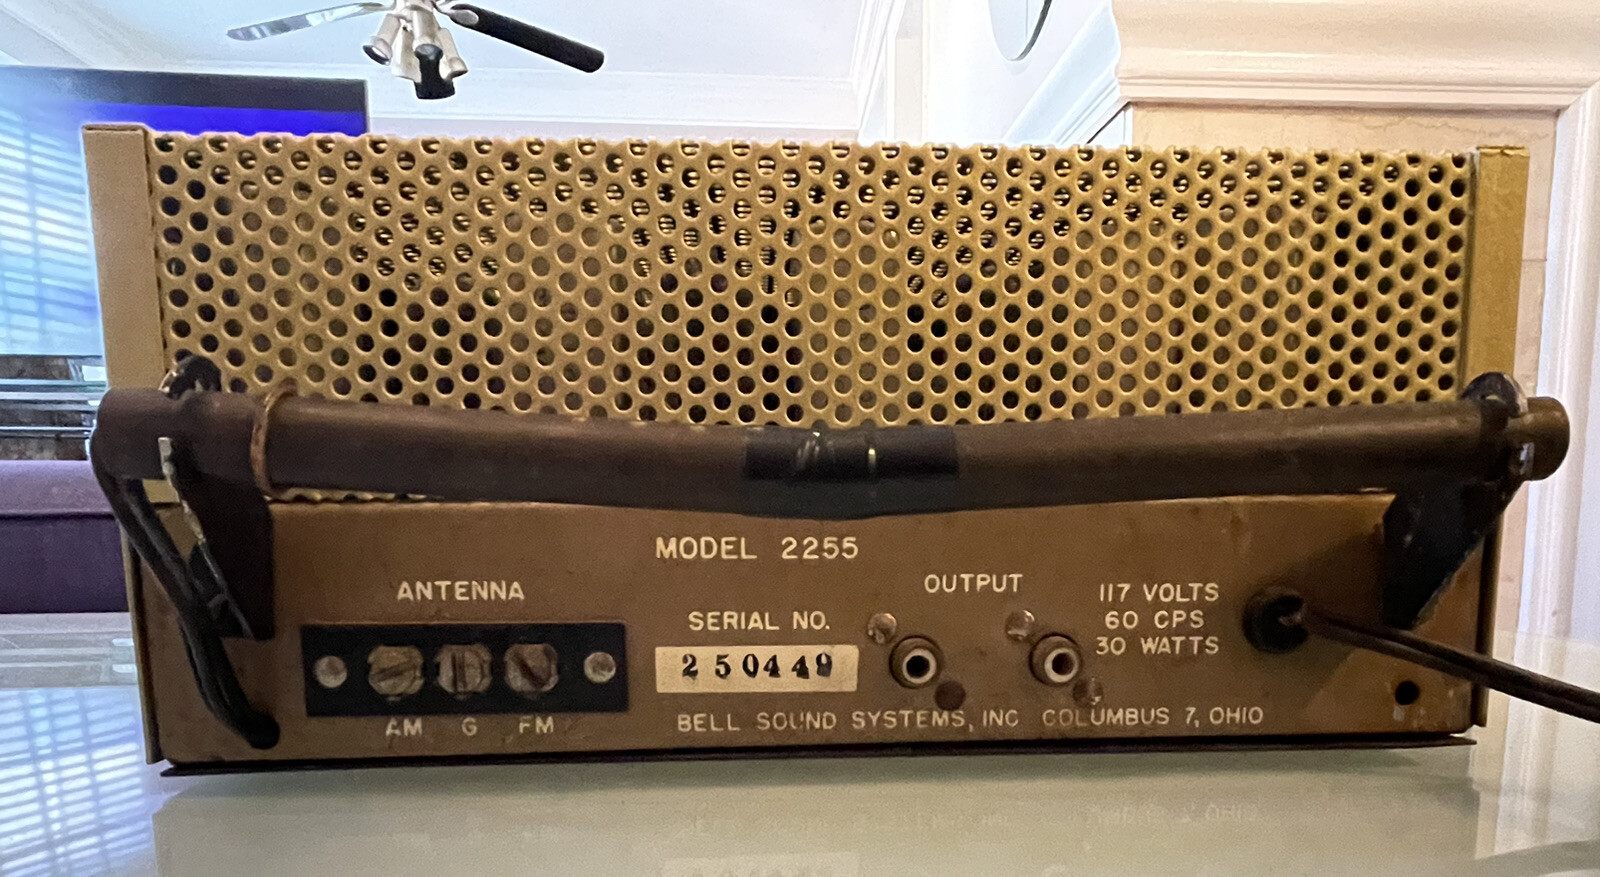 MODEL 2255
ANTENNA
OUTPUT
117 VOLTS
60 CPS
30 WATTS
SERIAL NO.
250449
AM G FM
BELL SOUND SYSTEMS, INC COLUMBUS 7, OHIO